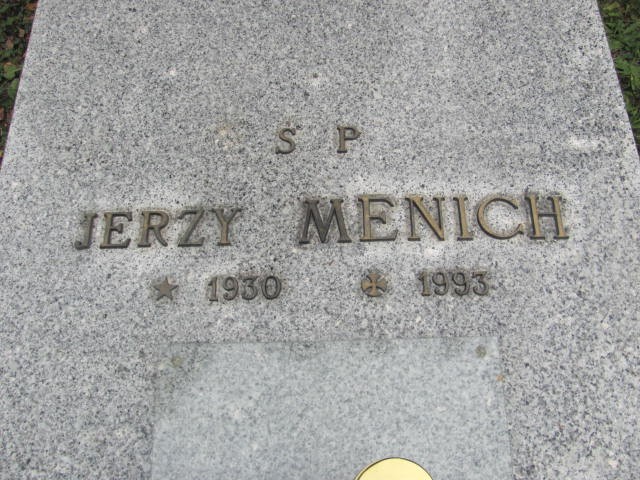 S P
JERZY MENICH
★ 1930 ✠ 1993